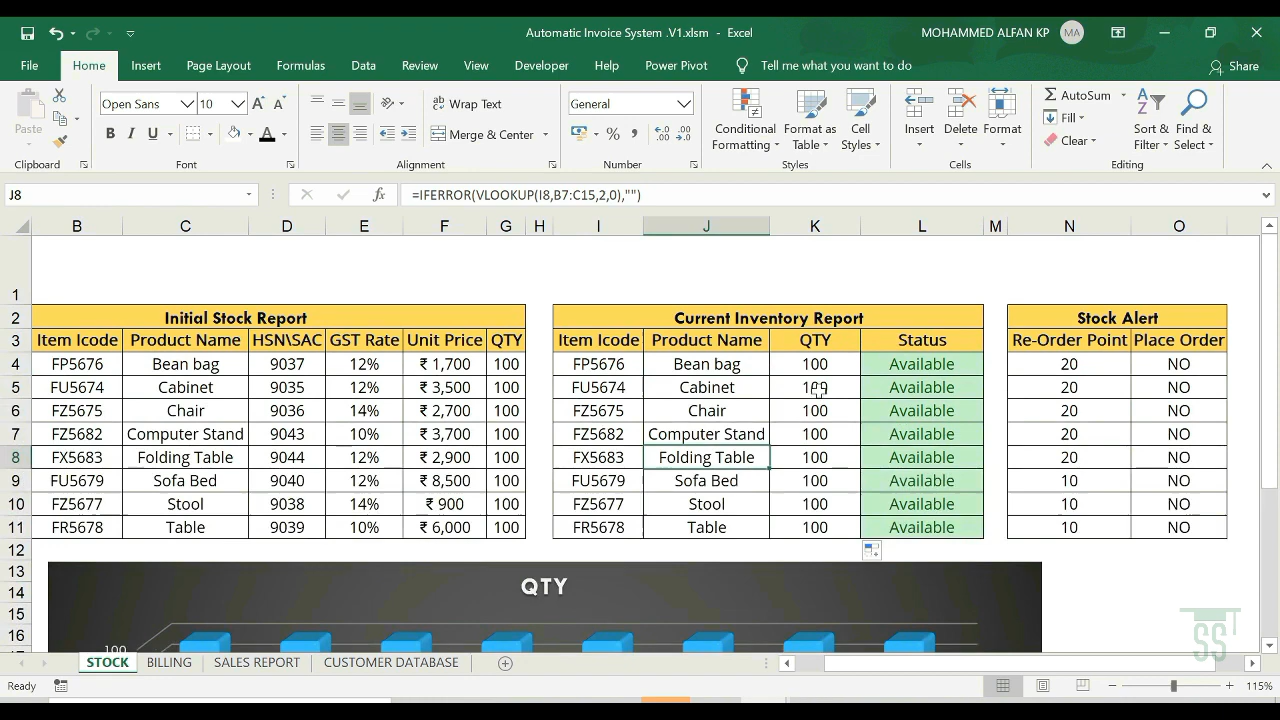 Automatic Invoice System .V1.xlsm - Excel
MOHAMMED ALFAN KP
MA
File Home Insert Page Layout Formulas Data Review View Developer Help Power Pivot Tell me what you want to do Share
Paste
Clipboard
Open Sans 10
B I U
Font
Wrap Text
Merge & Center
Alignment
General
Number
Conditional Formatting
Format as Table
Cell Styles
Styles
Insert Delete Format
Cells
AutoSum
Fill
Clear
Sort & Filter
Find & Select
Editing
J8 fx =IFERROR(VLOOKUP(I8,B7:C15,2,0),"")
B C D E F G H I J K L M N O
1
2 Initial Stock Report Current Inventory Report Stock Alert
3 Item Icode Product Name HSN\SAC GST Rate Unit Price QTY Item Icode Product Name QTY Status Re-Order Point Place Order
4 FP5676 Bean bag 9037 12% ₹ 1,700 100 FP5676 Bean bag 100 Available 20 NO
5 FU5674 Cabinet 9035 12% ₹ 3,500 100 FU5674 Cabinet Available 20 NO
6 FZ5675 Chair 9036 14% ₹ 2,700 100 FZ5675 Chair 100 Available 20 NO
7 FZ5682 Computer Stand 9043 10% ₹ 3,700 100 FZ5682 Computer Stand 100 Available 20 NO
8 FX5683 Folding Table 9044 12% ₹ 2,900 100 FX5683 Folding Table 100 Available 20 NO
9 FU5679 Sofa Bed 9040 12% ₹ 8,500 100 FU5679 Sofa Bed 100 Available 10 NO
10 FZ5677 Stool 9038 14% ₹ 900 100 FZ5677 Stool 100 Available 10 NO
11 FR5678 Table 9039 10% ₹ 6,000 100 FR5678 Table 100 Available 10 NO
12
13
14
15
16
QTY
100
SS
STOCK BILLING SALES REPORT CUSTOMER DATABASE
Ready
115%